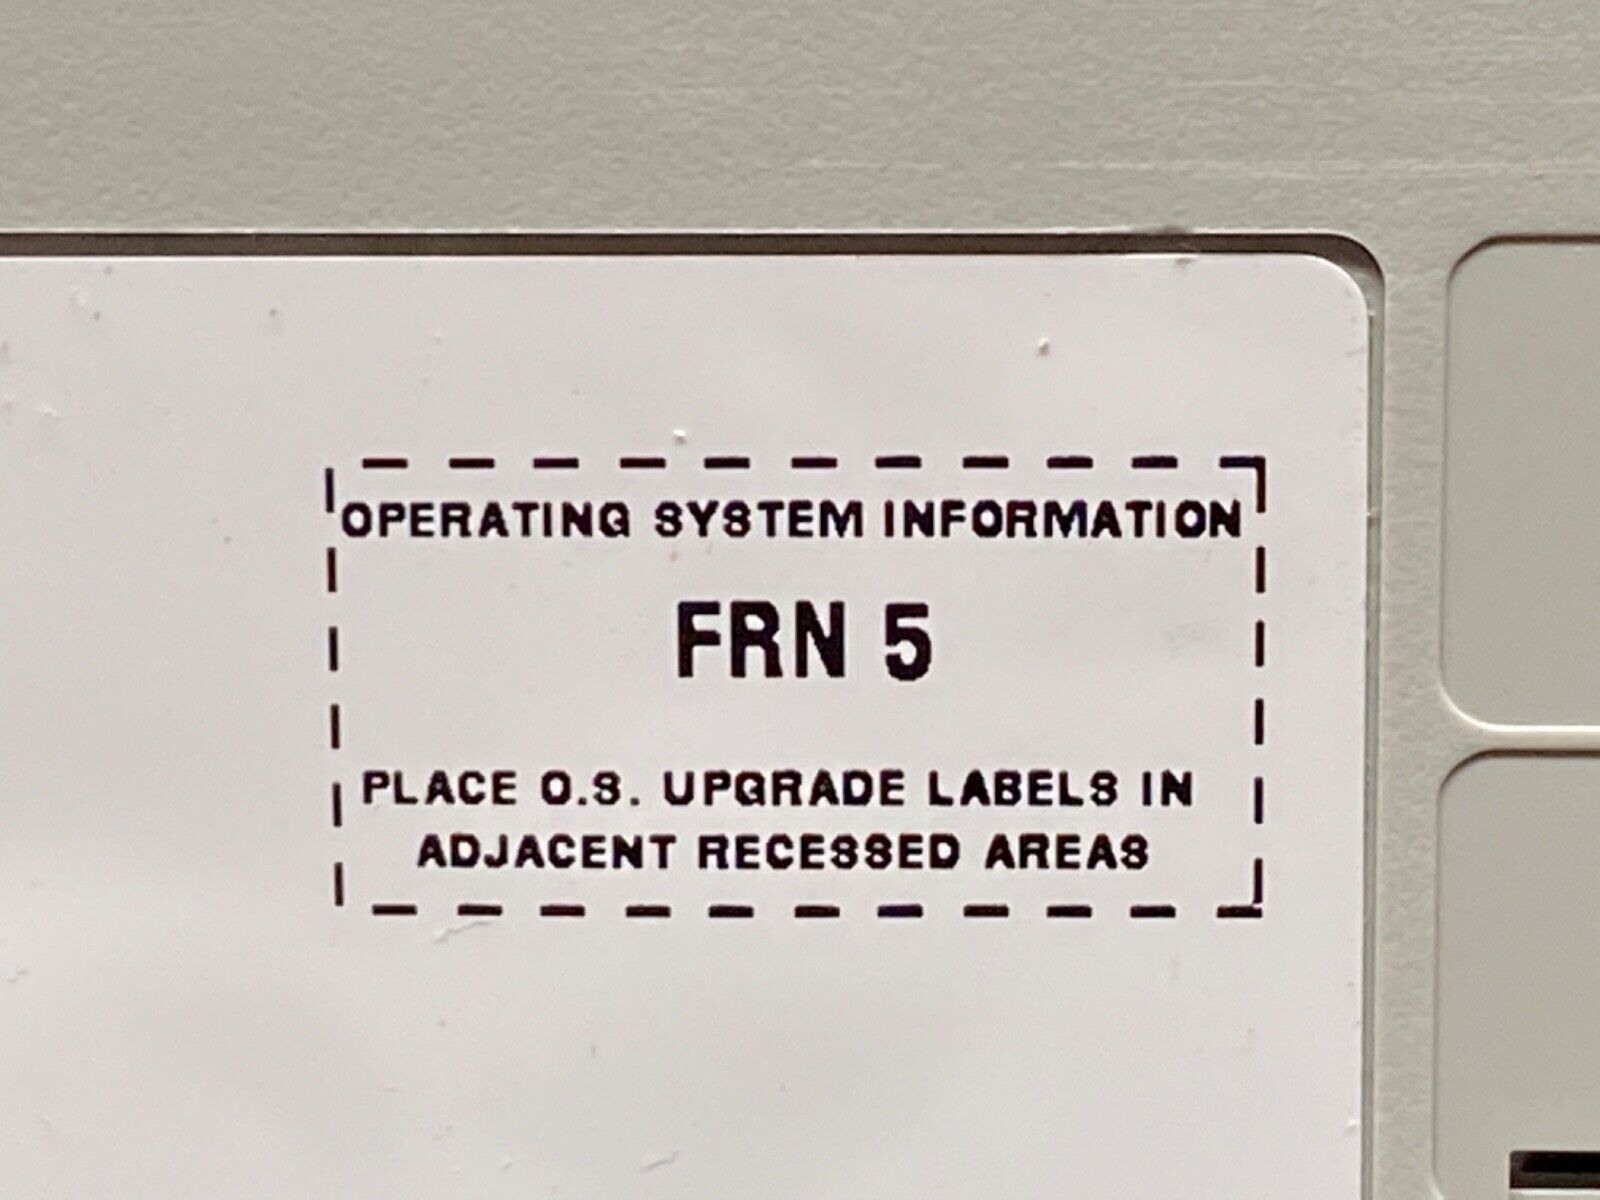 OPERATING SYSTEM INFORMATION
FRN 5
PLACE O.S. UPGRADE LABELS IN
ADJACENT RECESSED AREAS